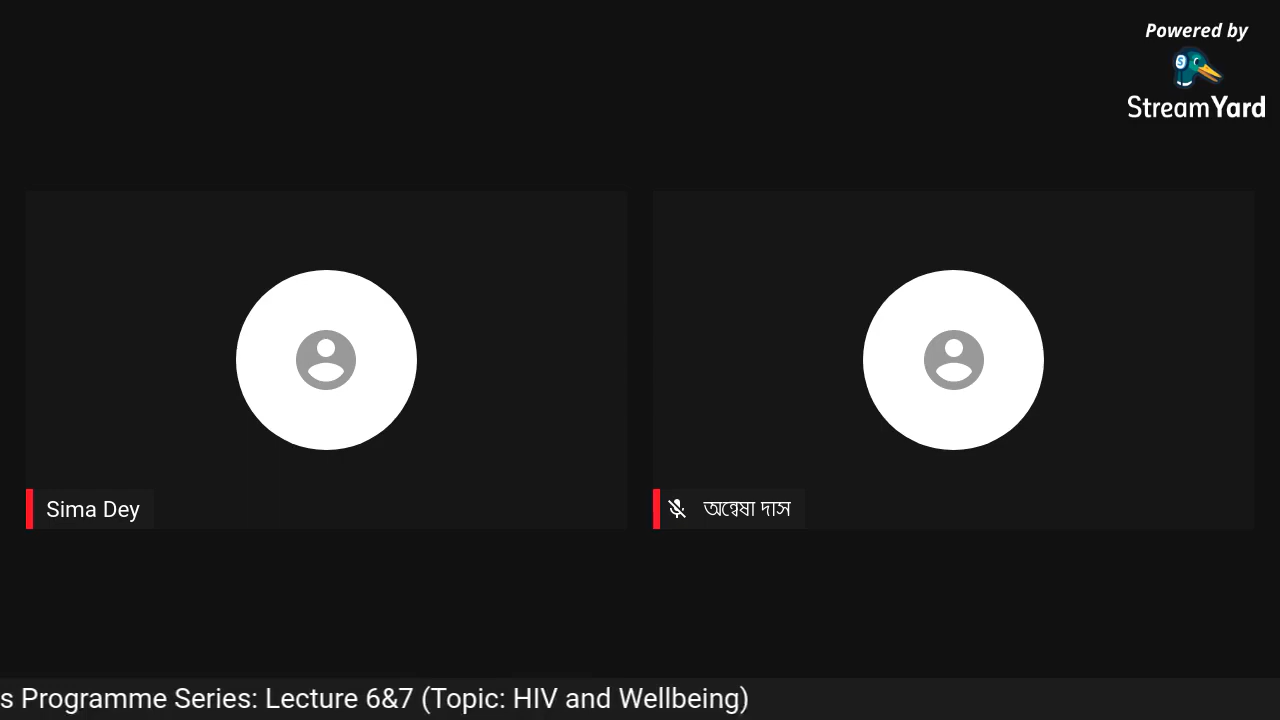 Powered by
StreamYard
Sima Dey
অন্বেষা দাস
s Programme Series: Lecture 6&7 (Topic: HIV and Wellbeing)